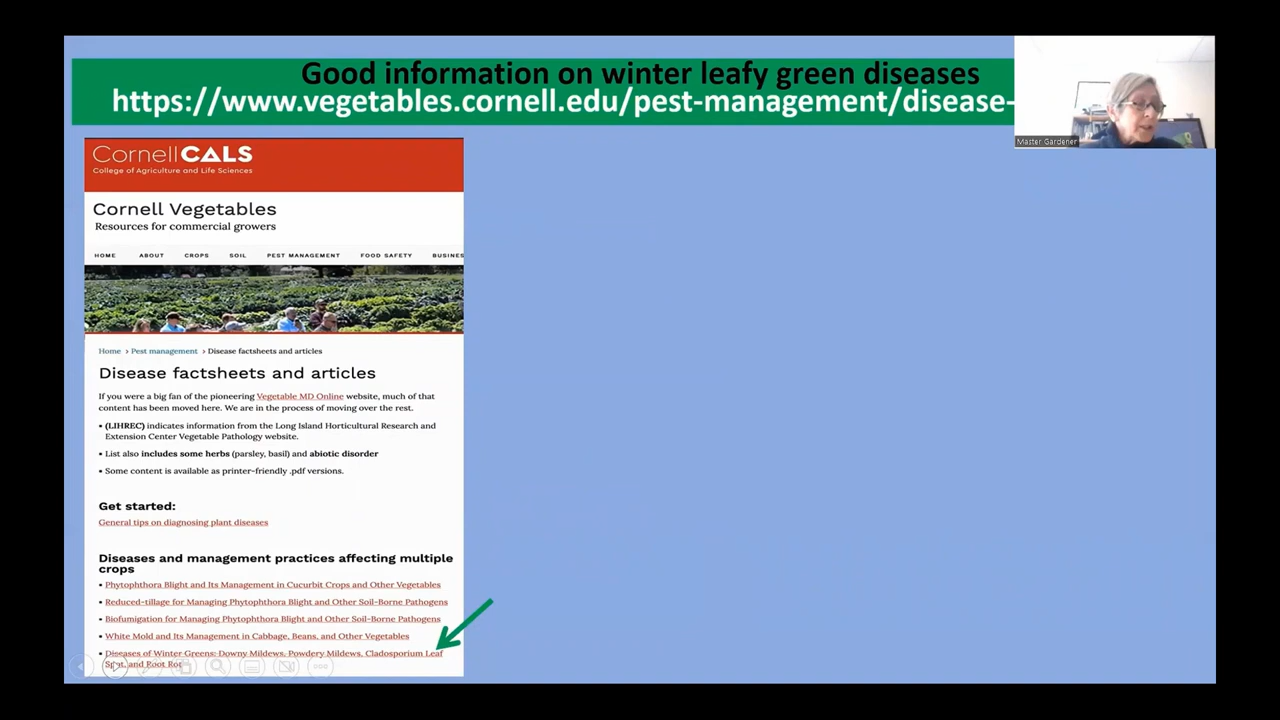 Good information on winter leafy green diseases
https://www.vegetables.cornell.edu/pest-management/disease-
Master Gardener
CornellCALS
College of Agriculture and Life Sciences
Cornell Vegetables
Resources for commercial growers
HOME ABOUT CROPS SOIL PEST MANAGEMENT FOOD SAFETY BUSINES
Home > Pest management > Disease factsheets and articles
Disease factsheets and articles
If you were a big fan of the pioneering Vegetable MD Online website, much of that
content has been moved here. We are in the process of moving over the rest.
• (LIHREC) indicates information from the Long Island Horticultural Research and
Extension Center Vegetable Pathology website.
• List also includes some herbs (parsley, basil) and abiotic disorder
• Some content is available as printer-friendly .pdf versions.
Get started:
General tips on diagnosing plant diseases
Diseases and management practices affecting multiple
crops
• Phytophthora Blight and Its Management in Cucurbit Crops and Other Vegetables
• Reduced-tillage for Managing Phytophthora Blight and Other Soil-Borne Pathogens
• Biofumigation for Managing Phytophthora Blight and Other Soil-Borne Pathogens
• White Mold and Its Management in Cabbage, Beans, and Other Vegetables
• Diseases of Winter Greens: Downy Mildews, Powdery Mildews, Cladosporium Leaf
Spot, and Root Rot